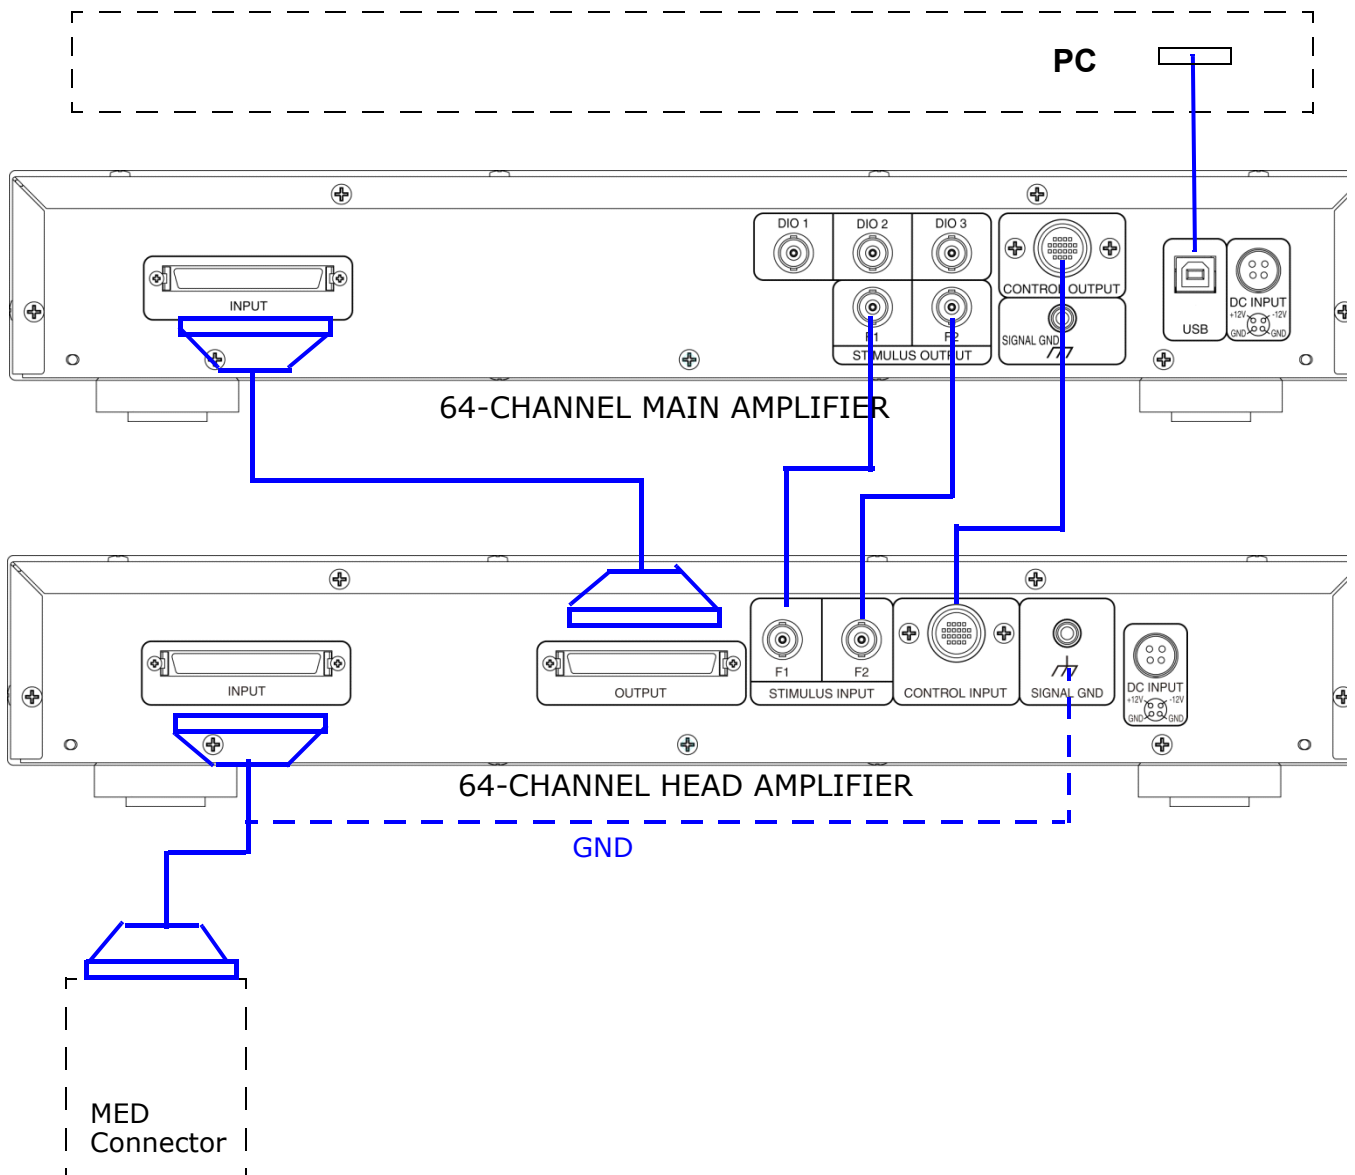 PC
DIO 1
DIO 2
DIO 3
INPUT
CONTROL OUTPUT
F1
F2
STIMULUS OUTPUT
SIGNAL GND
USB
DC INPUT
+12V -12V
GND GND
64-CHANNEL MAIN AMPLIFIER
INPUT
OUTPUT
F1
F2
STIMULUS INPUT
CONTROL INPUT
SIGNAL GND
DC INPUT
+12V -12V
GND GND
64-CHANNEL HEAD AMPLIFIER
GND
MED
Connector